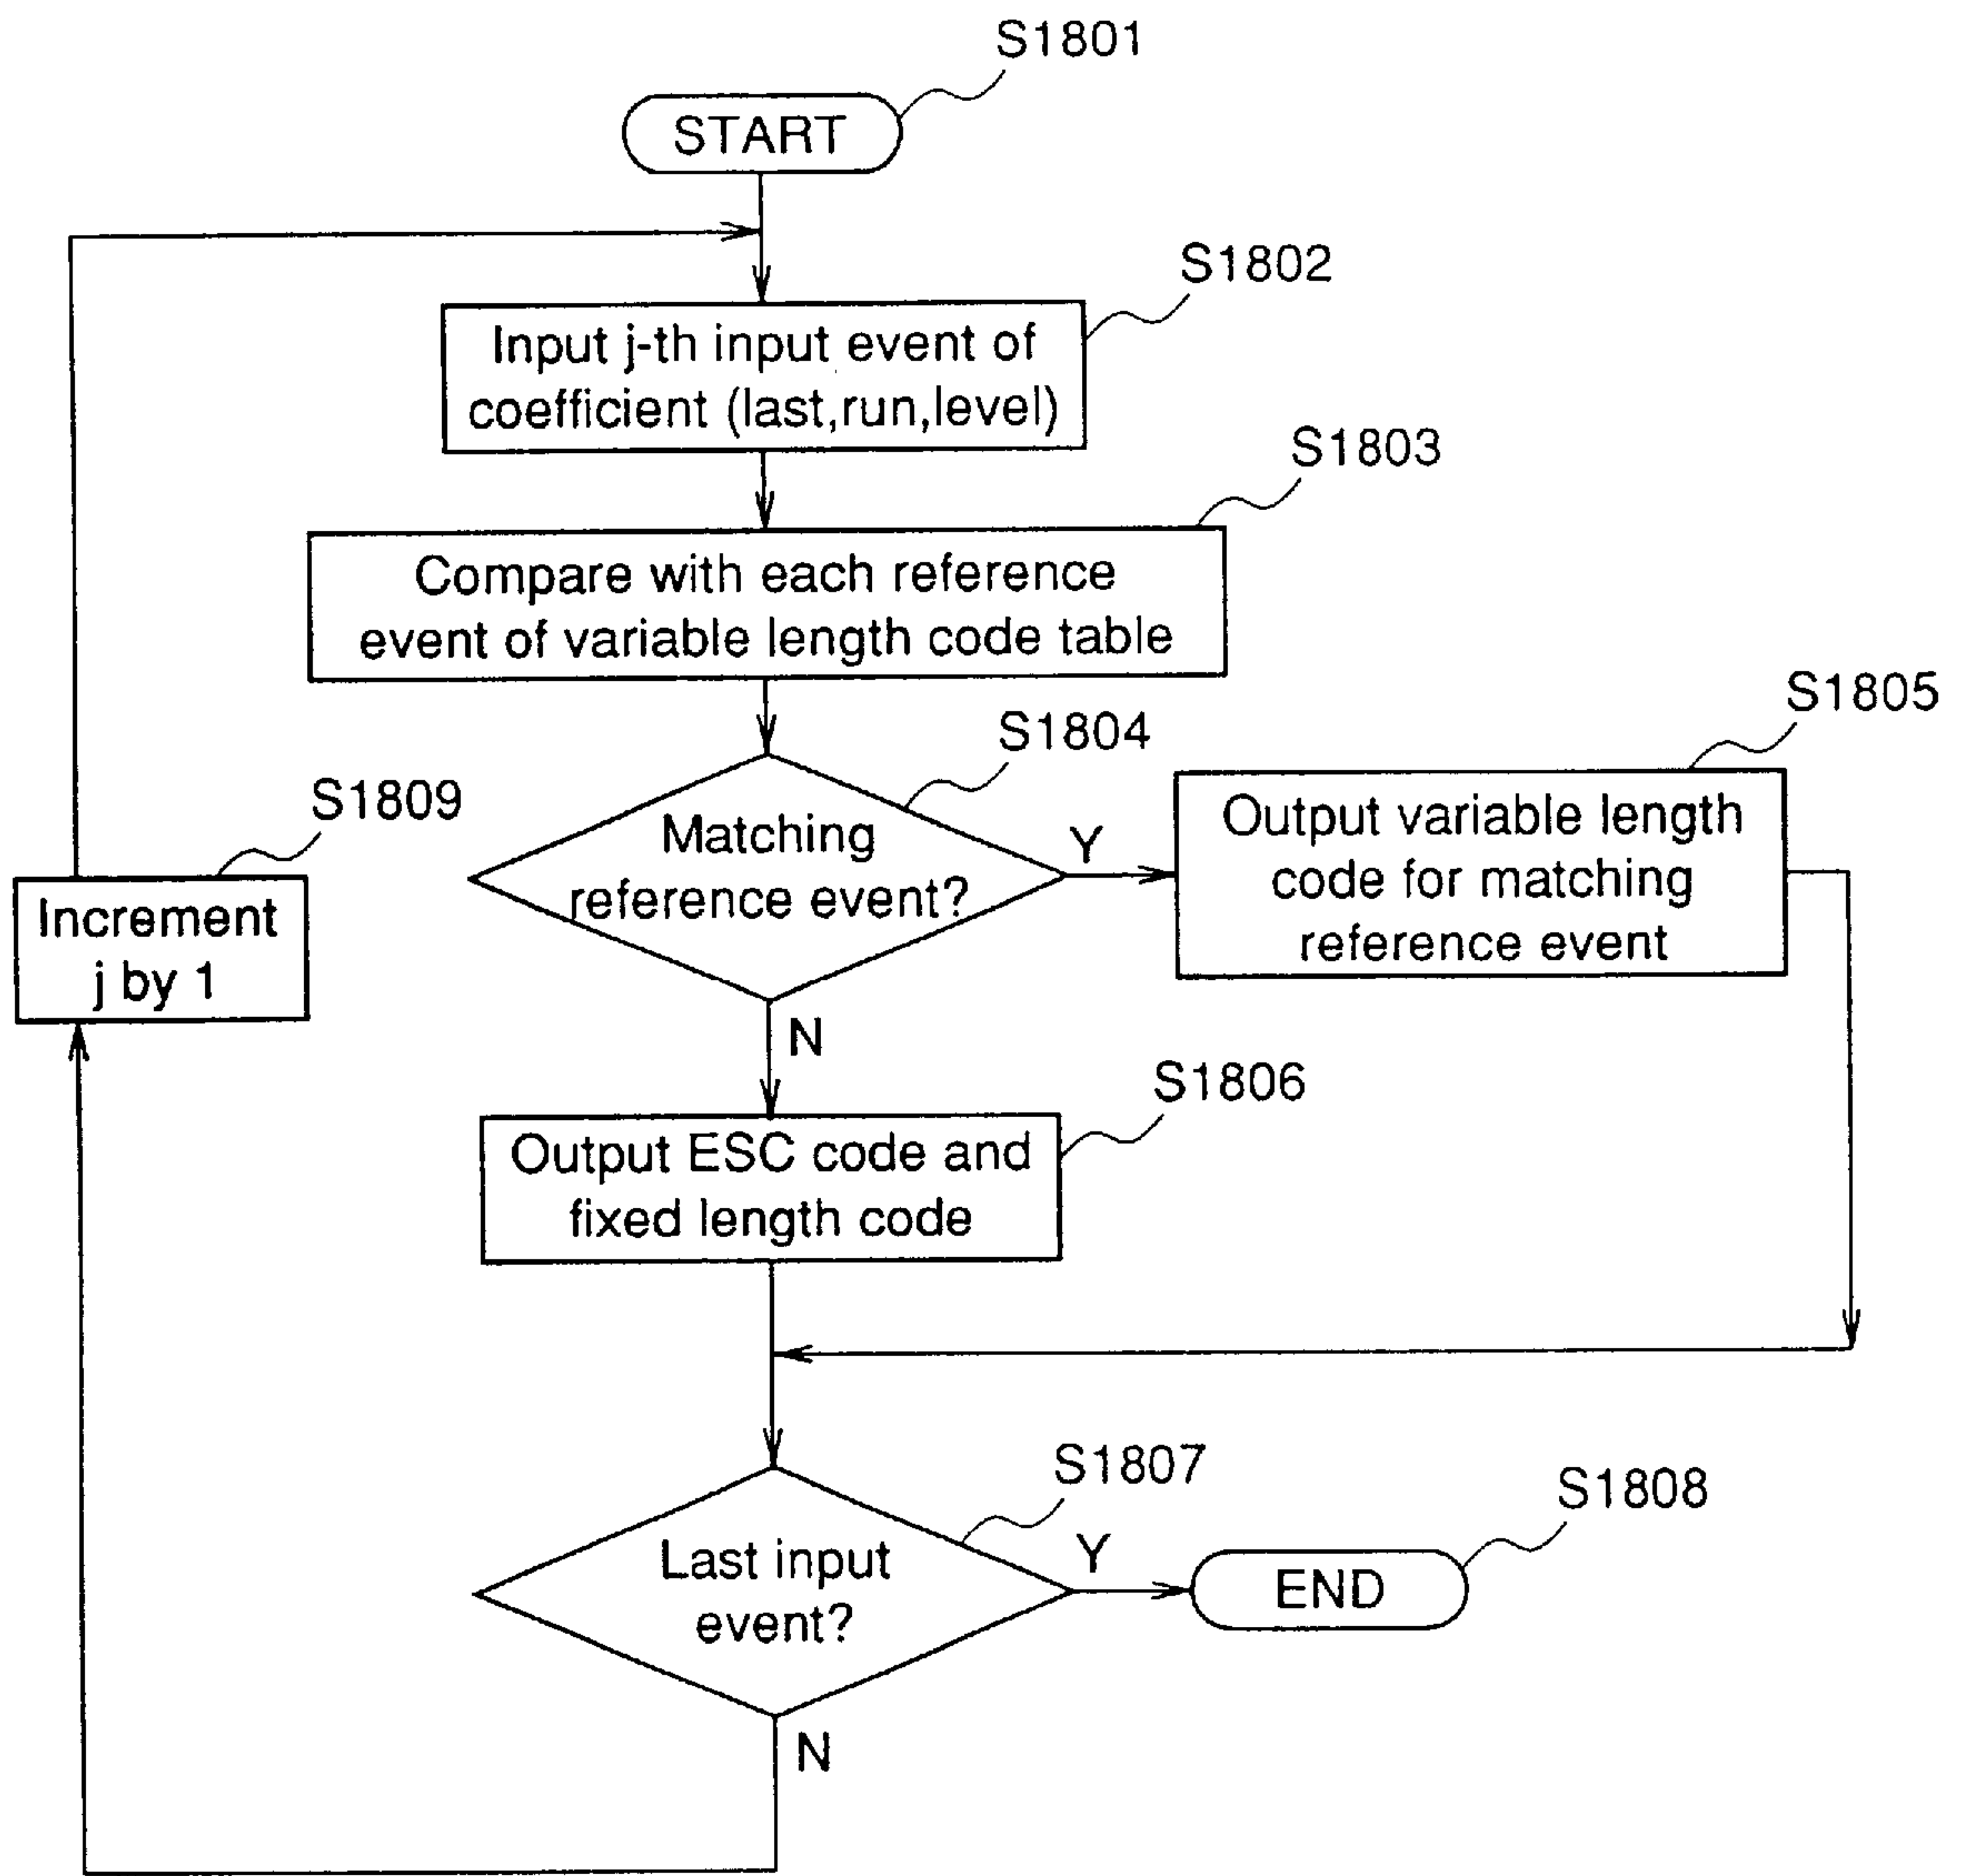 S1801
START
S1802
Input j-th input event of
coefficient (last,run,level)
S1803
Compare with each reference
event of variable length code table
S1804
Matching
reference event?
Y
S1805
Output variable length
code for matching
reference event
S1809
Increment
j by 1
N
S1806
Output ESC code and
fixed length code
S1807
Last input
event?
Y
S1808
END
N